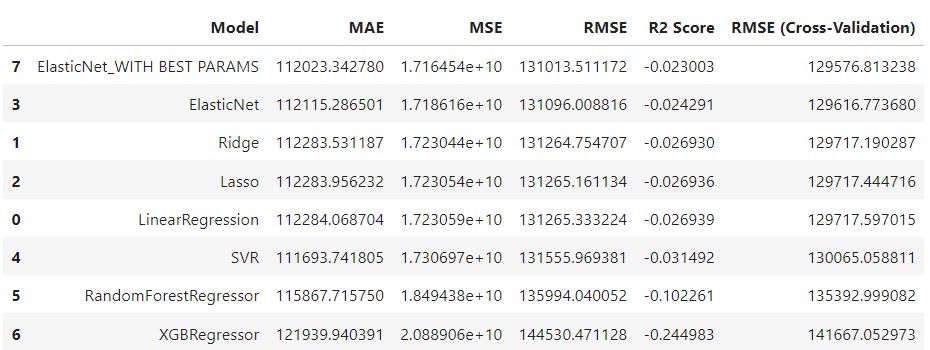 Model MAE MSE RMSE R2 Score RMSE (Cross-Validation)
7 ElasticNet_WITH BEST PARAMS 112023.342780 1.716454e+10 131013.511172 -0.023003 129576.813238
3 ElasticNet 112115.286501 1.718616e+10 131096.008816 -0.024291 129616.773680
1 Ridge 112283.531187 1.723044e+10 131264.754707 -0.026930 129717.190287
2 Lasso 112283.956232 1.723054e+10 131265.161134 -0.026936 129717.444716
0 LinearRegression 112284.068704 1.723059e+10 131265.333224 -0.026939 129717.597015
4 SVR 111693.741805 1.730697e+10 131555.969381 -0.031492 130065.058811
5 RandomForestRegressor 115867.715750 1.849438e+10 135994.040052 -0.102261 135392.999082
6 XGBRegressor 121939.940391 2.088906e+10 144530.471128 -0.244983 141667.052973